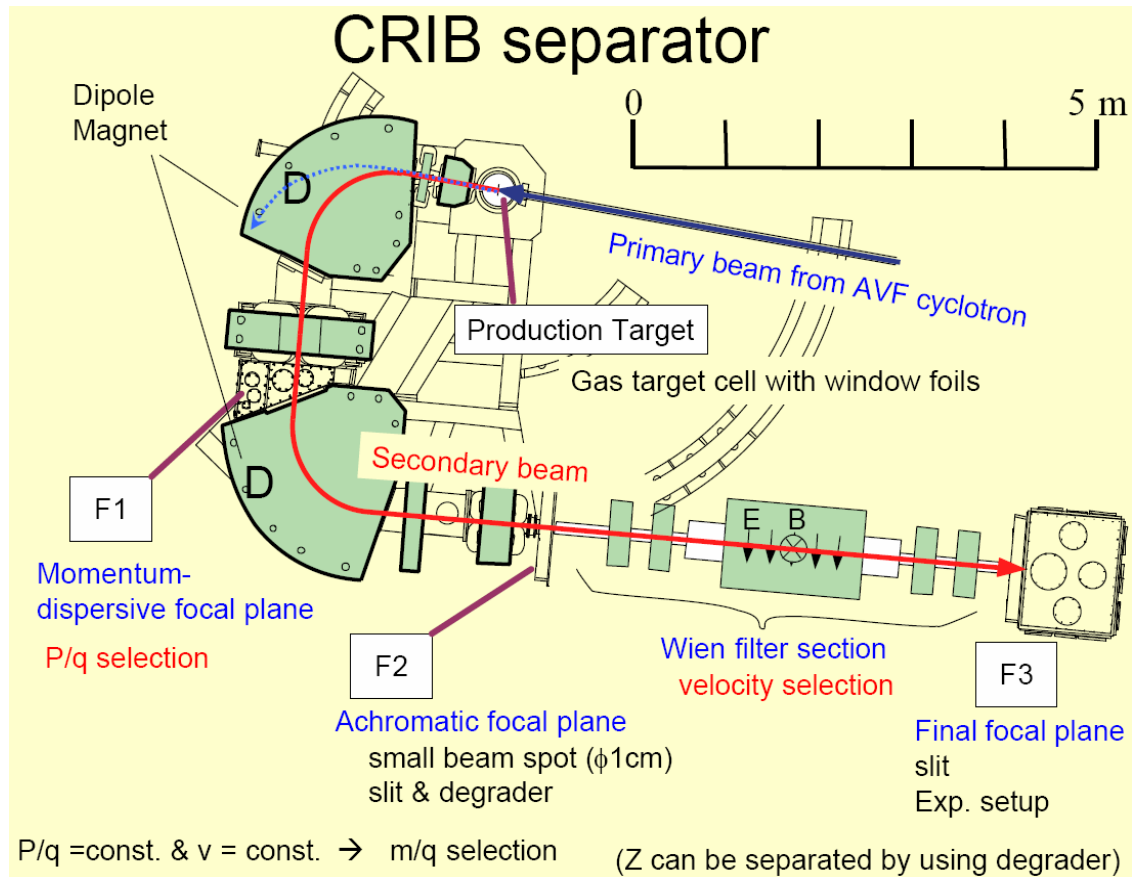 CRIB separator
Dipole
Magnet
0
5 m
D
Primary beam from AVF cyclotron
Production Target
Gas target cell with window foils
D
Secondary beam
F1
E
B
Momentum-
dispersive focal plane
P/q selection
F2
Wien filter section
velocity selection
F3
Achromatic focal plane
small beam spot (ϕ1cm)
slit & degrader
Final focal plane
slit
Exp. setup
P/q =const. & v = const. → m/q selection
(Z can be separated by using degrader)